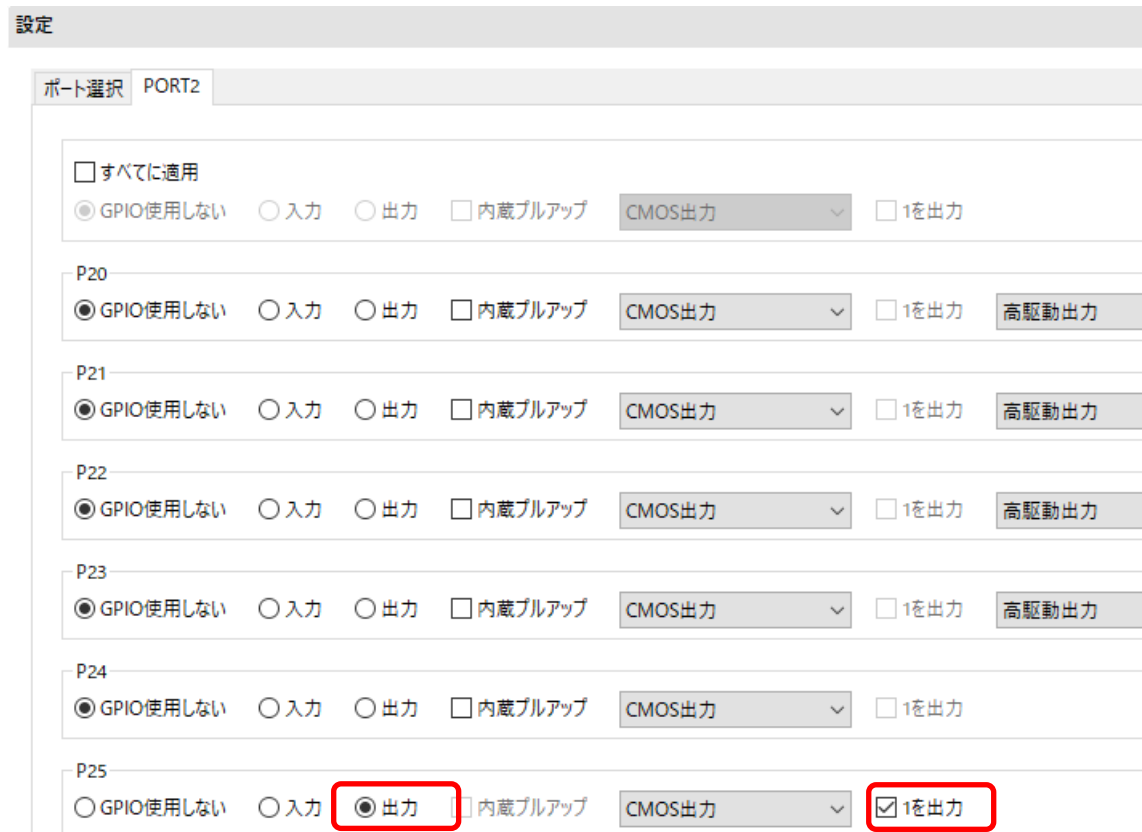 設定
ポート選択 PORT2
すべてに適用
GPIO使用しない 入力 出力 内蔵プルアップ CMOS出力 1を出力
P20
GPIO使用しない 入力 出力 内蔵プルアップ CMOS出力 1を出力 高駆動出力
P21
GPIO使用しない 入力 出力 内蔵プルアップ CMOS出力 1を出力 高駆動出力
P22
GPIO使用しない 入力 出力 内蔵プルアップ CMOS出力 1を出力 高駆動出力
P23
GPIO使用しない 入力 出力 内蔵プルアップ CMOS出力 1を出力 高駆動出力
P24
GPIO使用しない 入力 出力 内蔵プルアップ CMOS出力 1を出力
P25
GPIO使用しない 入力 出力 内蔵プルアップ CMOS出力 1を出力